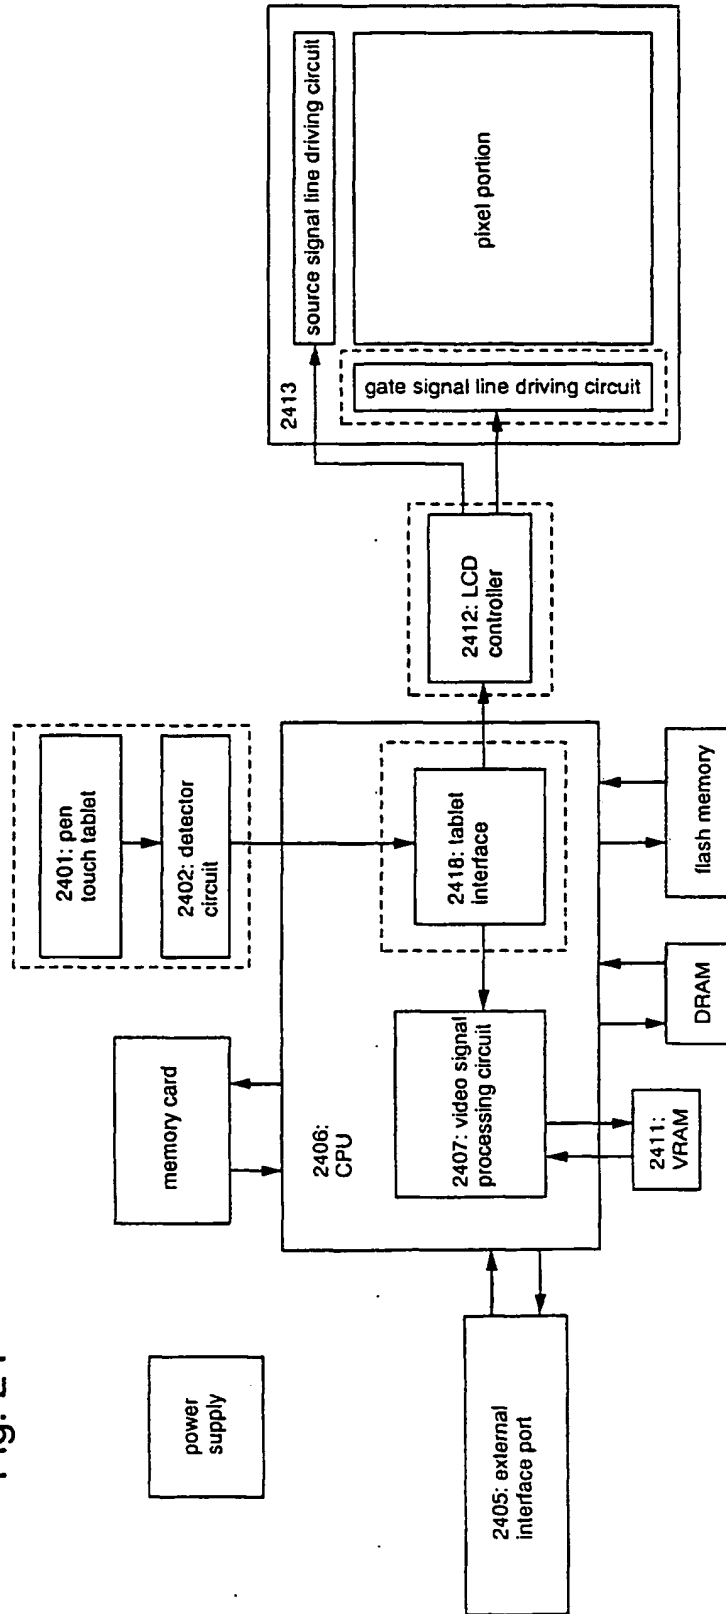 Fig.
power
supply
memory card
2401: pen
touch tablet
2402: detector
circuit
2405: external
interface port
2406:
CPU
2407: video signal
processing circuit
2418: tablet
Interface
2411:
VRAM
DRAM
flash memory
2412: LCD
controller
2413
source signal line driving circuit
gate signal line driving circuit
pixel portion